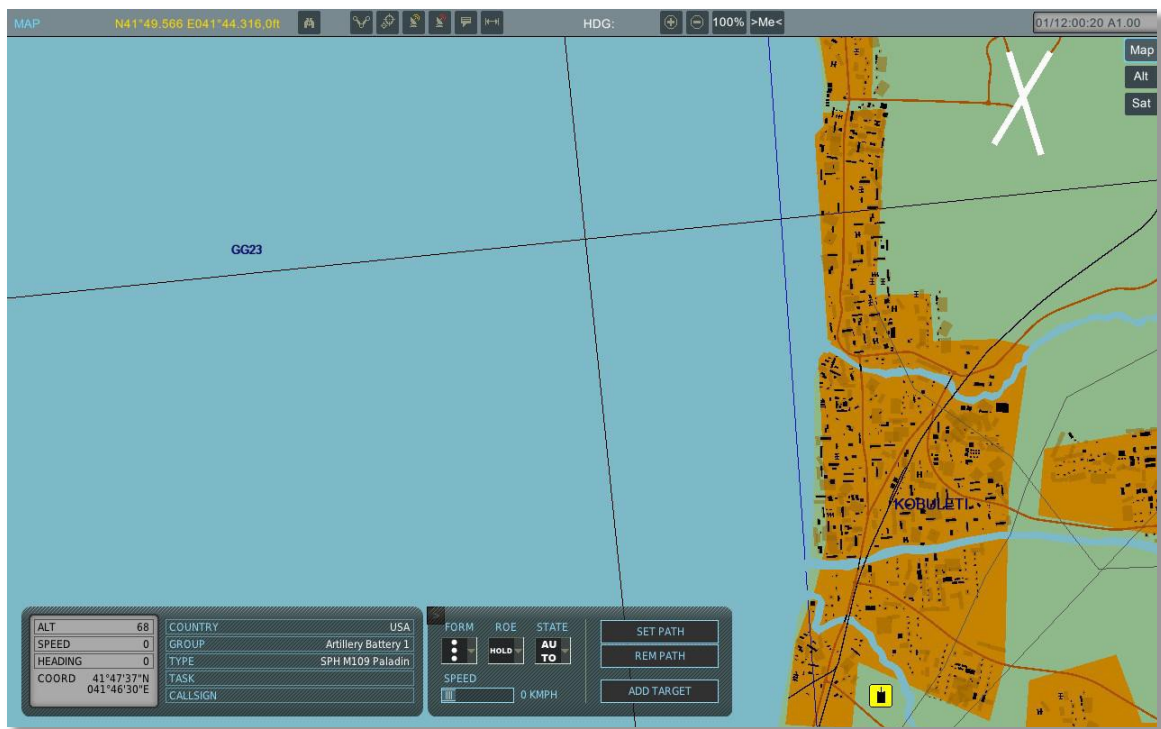 MAP N41°49.566 E041°44.316,0ft HDG: 100% >Me< 01/12:00:20 A1.00
Map
Alt
Sat
GG23
KOBULETI
ALT 68
SPEED 0
HEADING 0
COORD 41°47'37"N
041°46'30"E
COUNTRY USA
GROUP Artillery Battery 1
TYPE SPH M109 Paladin
TASK
CALLSIGN
>
FORM ROE STATE
HOLD AU
TO
SPEED
0 KMPH
SET PATH
REM PATH
ADD TARGET